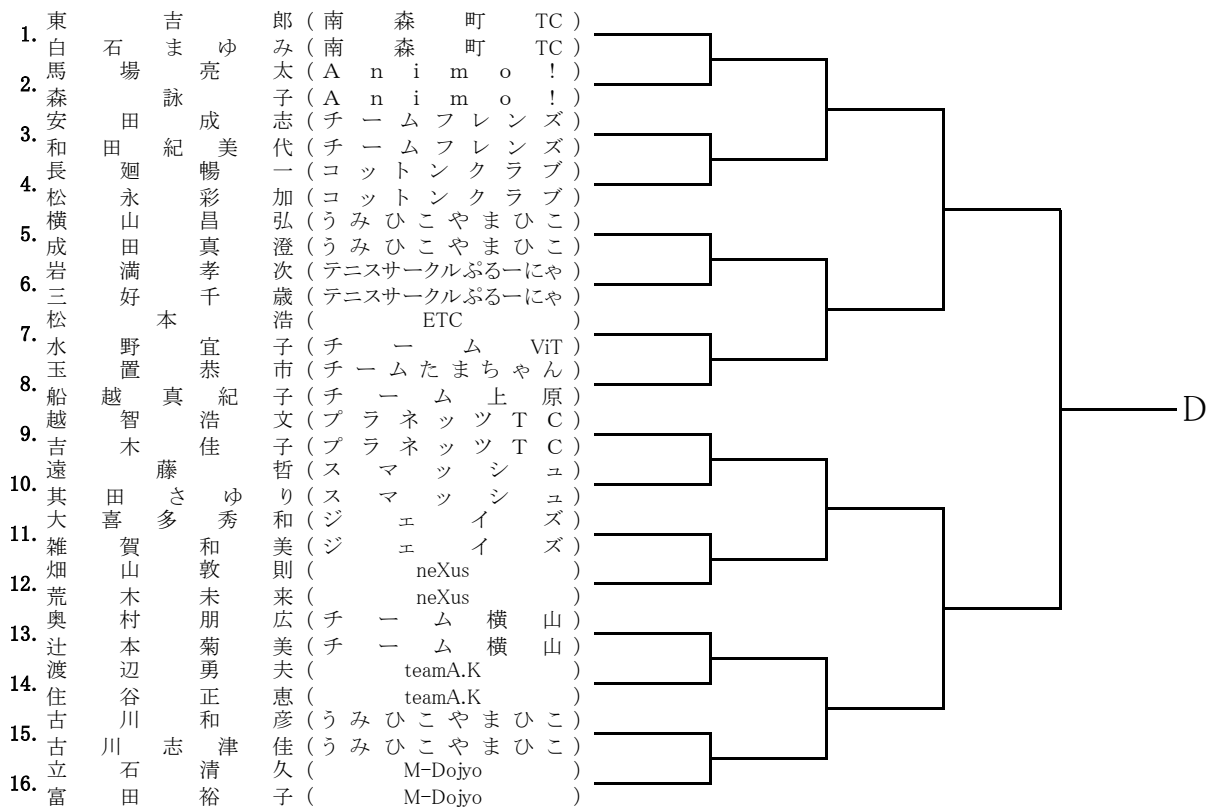 1.
東吉郎(南森町TC)
白石まゆみ(南森町TC)
2.
馬場亮太(Animo!)
森詠子(Animo!)
3.
安田成志(チームフレンズ)
和田紀美代(チームフレンズ)
4.
長廻暢一(コットンクラブ)
松永彩加(コットンクラブ)
5.
横山昌弘(うみひこやまひこ)
成田真澄(うみひこやまひこ)
6.
岩満孝次(テニスサークルぷるーにゃ)
三好千歳(テニスサークルぷるーにゃ)
7.
松本浩(ETC)
水野宜子(チームViT)
8.
玉置恭市(チームたまちゃん)
船越真紀子(チーム上原)
9.
越智浩文(プラネッツTC)
吉木佳子(プラネッツTC)
10.
遠藤哲(スマッシュ)
其田さゆり(スマッシュ)
11.
大喜多秀和(ジェイズ)
雑賀和美(ジェイズ)
12.
畑山敦則(neXus)
荒木未来(neXus)
13.
奥村朋広(チーム横山)
辻本菊美(チーム横山)
14.
渡辺勇夫(teamA.K)
住谷正恵(teamA.K)
15.
古川和彦(うみひこやまひこ)
古川志津佳(うみひこやまひこ)
16.
立石清久(M-Dojyo)
富田裕子(M-Dojyo)
D